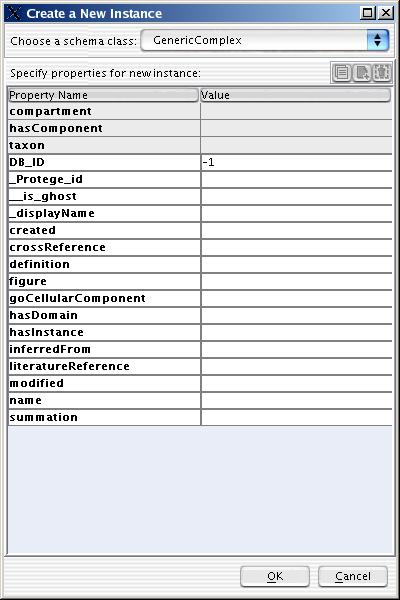 Create a New Instance
Choose a schema class: GenericComplex
Specify properties for new instance:
Property Name Value
compartment
hasComponent
taxon
DB_ID -1
_Protege_id
__is_ghost
_displayName
created
crossReference
definition
figure
goCellularComponent
hasDomain
hasInstance
inferredFrom
literatureReference
modified
name
summation
OK Cancel